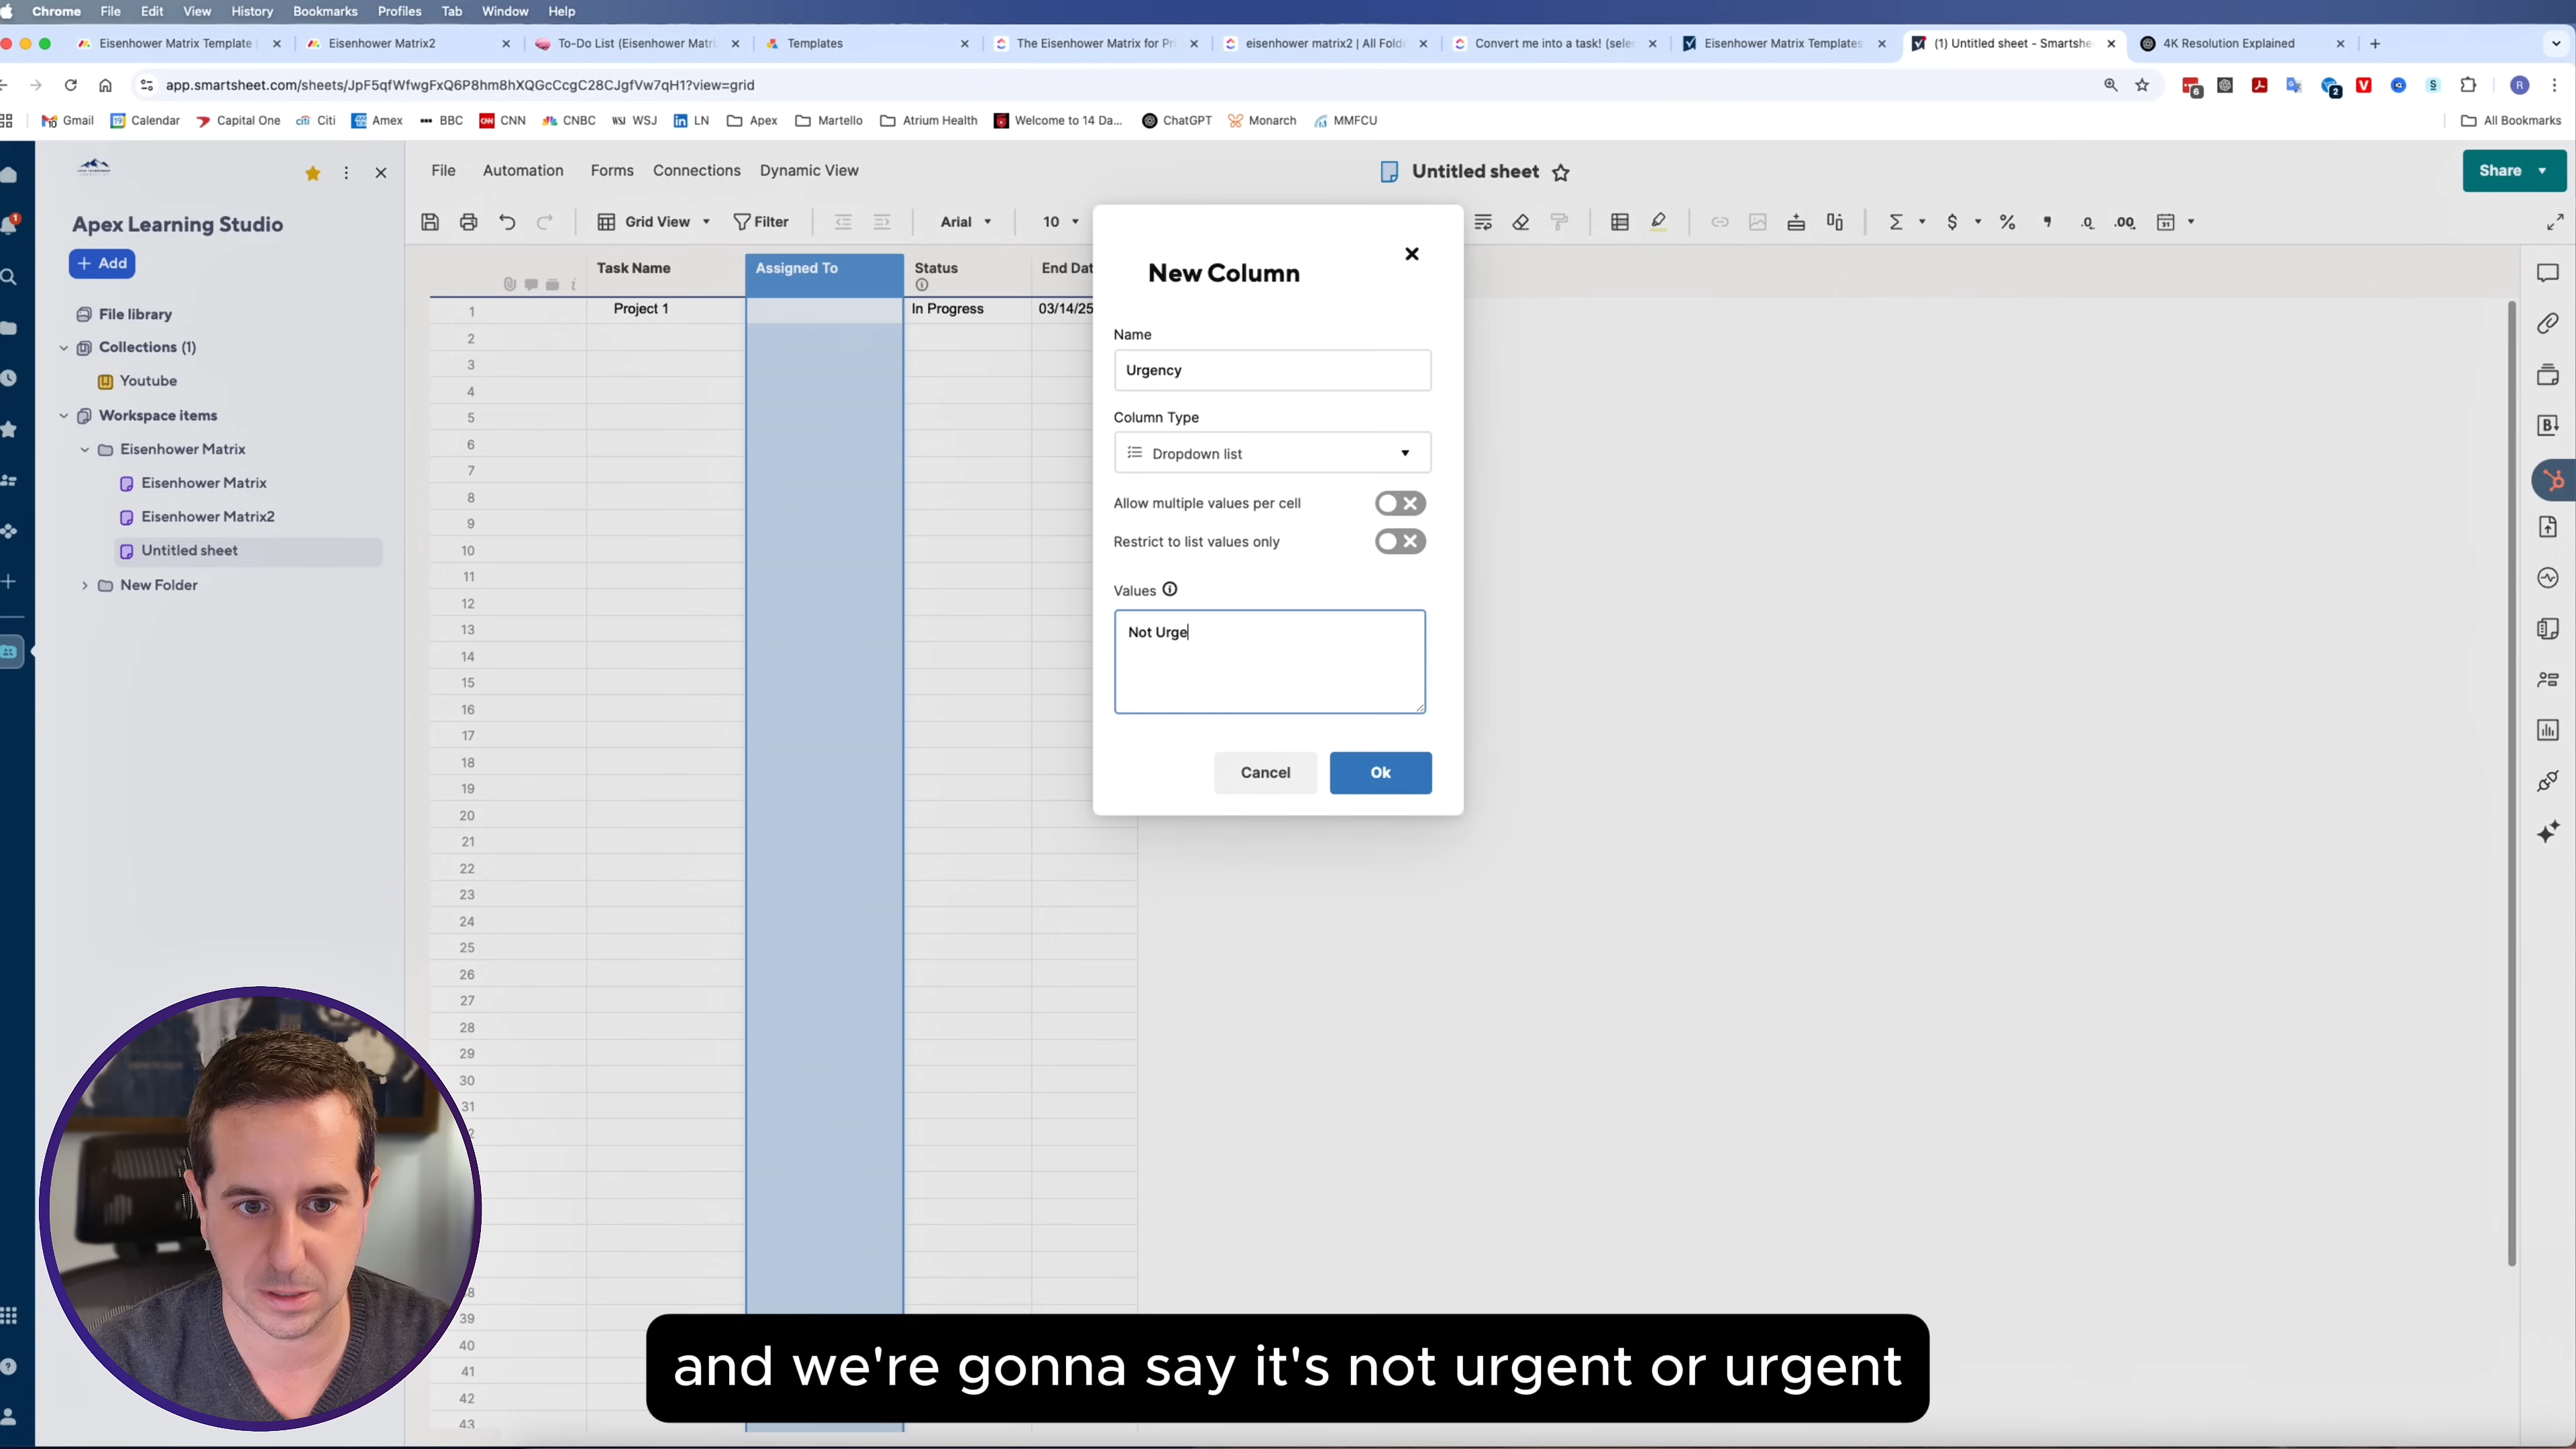 Chrome File Edit View History Bookmarks Profiles Tab Window Help
Eisenhower Matrix Template
Eisenhower Matrix2
To-Do List (Eisenhower Matri
Templates
The Eisenhower Matrix for Pri
eisenhower matrix2 | All Fold
Convert me into a task! (selec
Eisenhower Matrix Templates
(1) Untitled sheet - Smartshe
4K Resolution Explained
app.smartsheet.com/sheets/JpF5qfWfwgFxQ6P8hm8hXQGcCcgC28CJgfVw7qH1?view=grid
6
2
R
Gmail
Calendar
Capital One
citi Citi
Amex
BBC
CNN
CNBC
WSJ WSJ
LN
Apex
Martello
Atrium Health
Welcome to 14 Da...
ChatGPT
Monarch
MMFCU
All Bookmarks
Apex Learning Studio
Add
File library
Collections (1)
Youtube
Workspace items
Eisenhower Matrix
Eisenhower Matrix
Eisenhower Matrix2
Untitled sheet
New Folder
File Automation Forms Connections Dynamic View
Untitled sheet
Share
Grid View
Filter
Arial
10
Task Name
Assigned To
Status
End Dat
1
Project 1
In Progress
03/14/25
2
3
4
5
6
7
8
9
10
11
12
13
14
15
16
17
18
19
20
21
22
23
24
25
26
27
28
29
30
31
39
40
41
42
43
New Column
Name
Urgency
Column Type
Dropdown list
Allow multiple values per cell
Restrict to list values only
Values
Not Urge
Cancel
Ok
and we're gonna say it's not urgent or urgent